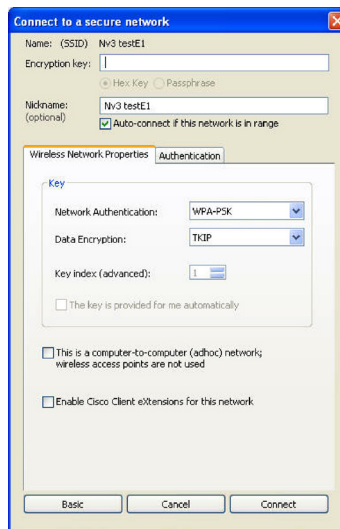 Connect to a secure network
Name: (SSID) Nv3 testE1
Encryption key:
Hex Key Passphrase
Nickname: Nv3 testE1
(optional)
Auto-connect if this network is in range
Wireless Network Properties Authentication
Key
Network Authentication: WPA-PSK
Data Encryption: TKIP
Key index (advanced): 1
The key is provided for me automatically
This is a computer-to-computer (adhoc) network;
wireless access points are not used
Enable Cisco Client eXtensions for this network
Basic Cancel Connect